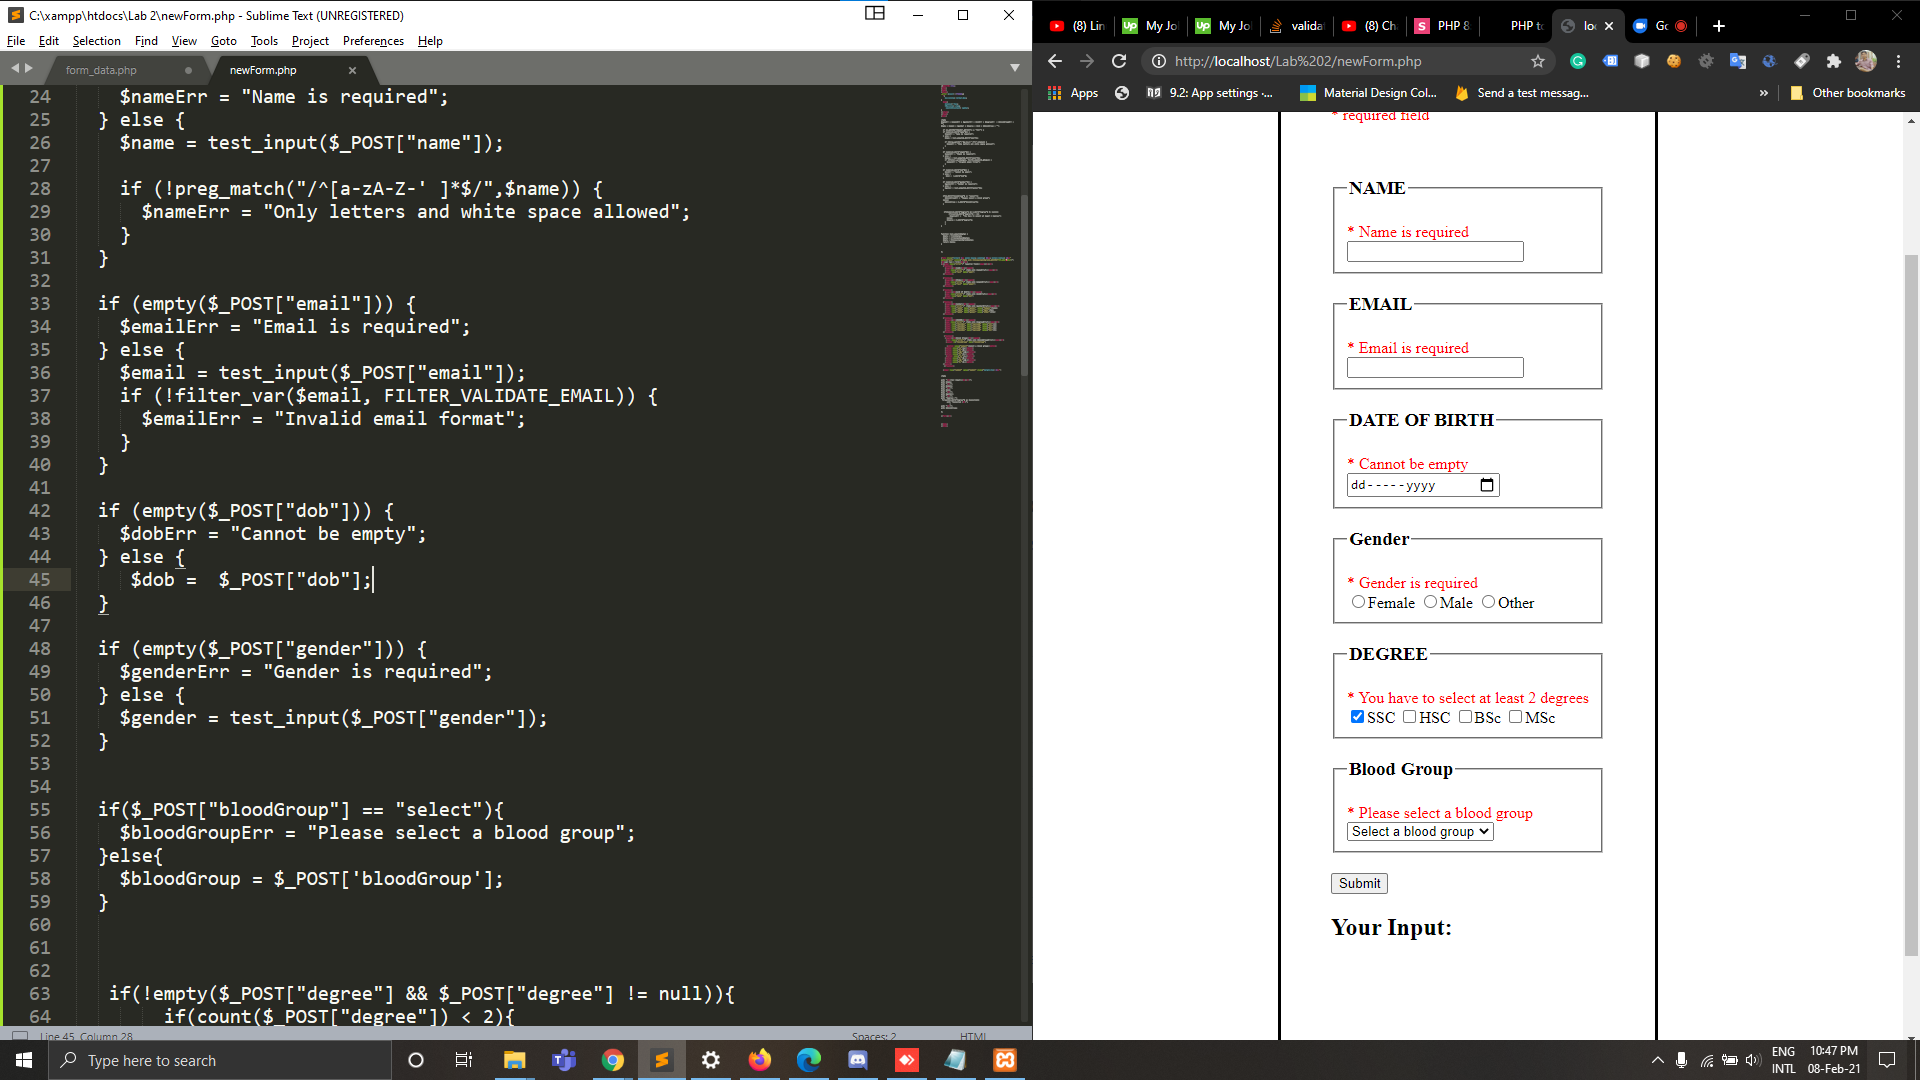 C:\xampp\htdocs\Lab 2\newForm.php - Sublime Text (UNREGISTERED)
File Edit Selection Find View Goto Tools Project Preferences Help
form_data.php
newForm.php
24 $nameErr = "Name is required";
25 } else {
26 $name = test_input($_POST["name"]);
27
28 if (!preg_match("/^[a-zA-Z-' ]*$/",$name)) {
29 $nameErr = "Only letters and white space allowed";
30 }
31 }
32
33 if (empty($_POST["email"])) {
34 $emailErr = "Email is required";
35 } else {
36 $email = test_input($_POST["email"]);
37 if (!filter_var($email, FILTER_VALIDATE_EMAIL)) {
38 $emailErr = "Invalid email format";
39 }
40 }
41
42 if (empty($_POST["dob"])) {
43 $dobErr = "Cannot be empty";
44 } else {
45 $dob =  $_POST["dob"];
46 }
47
48 if (empty($_POST["gender"])) {
49 $genderErr = "Gender is required";
50 } else {
51 $gender = test_input($_POST["gender"]);
52 }
53
54
55 if($_POST["bloodGroup"] == "select"){
56 $bloodGroupErr = "Please select a blood group";
57 }else{
58 $bloodGroup = $_POST['bloodGroup'];
59 }
60
61
62
63 if(!empty($_POST["degree"] && $_POST["degree"] != null)){
64 if(count($_POST["degree"]) < 2){
Line 45, Column 28 Spaces: 2 HTML
(8) Lin My Jo My Jo valida (8) Ch PHP 8 PHP to lo Go
http://localhost/Lab%202/newForm.php
Apps 9.2: App settings -... Material Design Col... Send a test messag... » Other bookmarks
* required field
NAME
* Name is required
EMAIL
* Email is required
DATE OF BIRTH
* Cannot be empty
dd-----yyyy
Gender
* Gender is required
Female Male Other
DEGREE
* You have to select at least 2 degrees
SSC HSC BSc MSc
Blood Group
* Please select a blood group
Select a blood group
Submit
Your Input:
Type here to search
ENG
INTL
10:47 PM
08-Feb-21